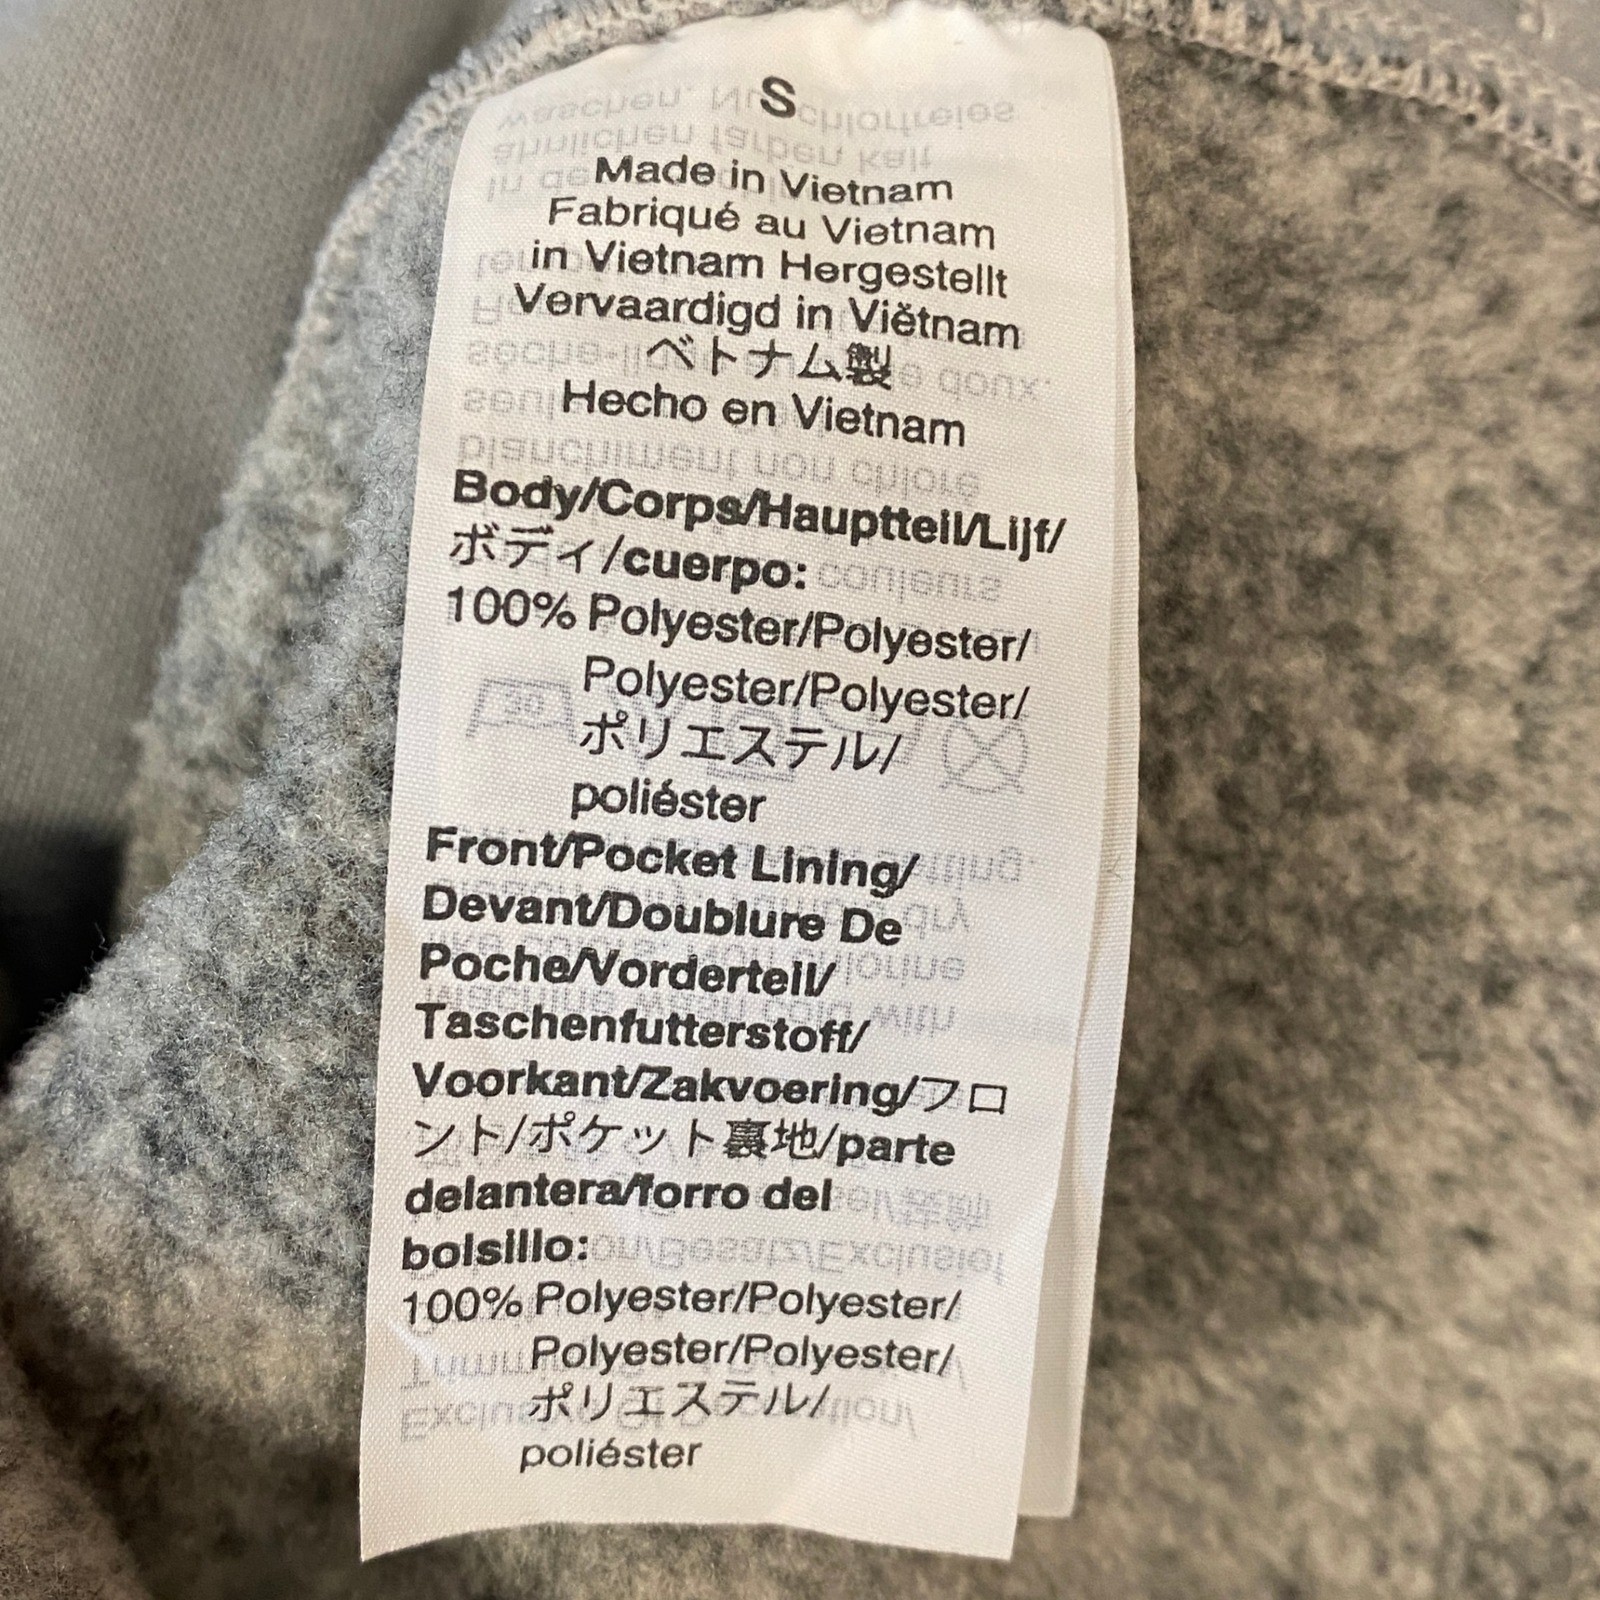 S
Made in Vietnam
Fabriqué au Vietnam
in Vietnam Hergestellt
Vervaardigd in Viëtnam
ベトナム製
Hecho en Vietnam
Body/Corps/Hauptteil/Lijf/
ボディ/cuerpo:
100% Polyester/Polyester/
Polyester/Polyester/
ポリエステル/
poliéster
Front/Pocket Lining/
Devant/Doublure De
Poche/Vorderteil/
Taschenfutterstoff/
Voorkant/Zakvoering/フロ
ント/ポケット裏地/parte
delantera/forro del
bolsillo:
100% Polyester/Polyester/
Polyester/Polyester/
ポリエステル/
poliéster